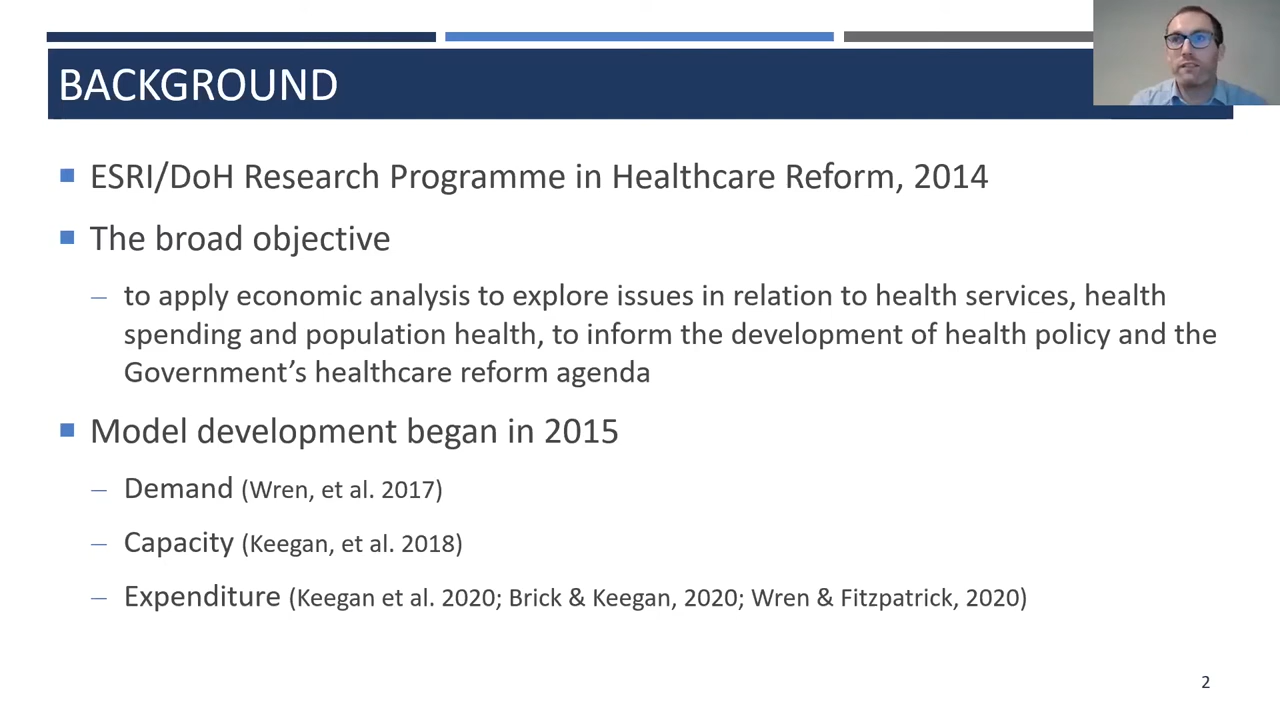 BACKGROUND
ESRI/DoH Research Programme in Healthcare Reform, 2014
The broad objective
– to apply economic analysis to explore issues in relation to health services, health
spending and population health, to inform the development of health policy and the
Government’s healthcare reform agenda
Model development began in 2015
– Demand (Wren, et al. 2017)
– Capacity (Keegan, et al. 2018)
– Expenditure (Keegan et al. 2020; Brick & Keegan, 2020; Wren & Fitzpatrick, 2020)
2